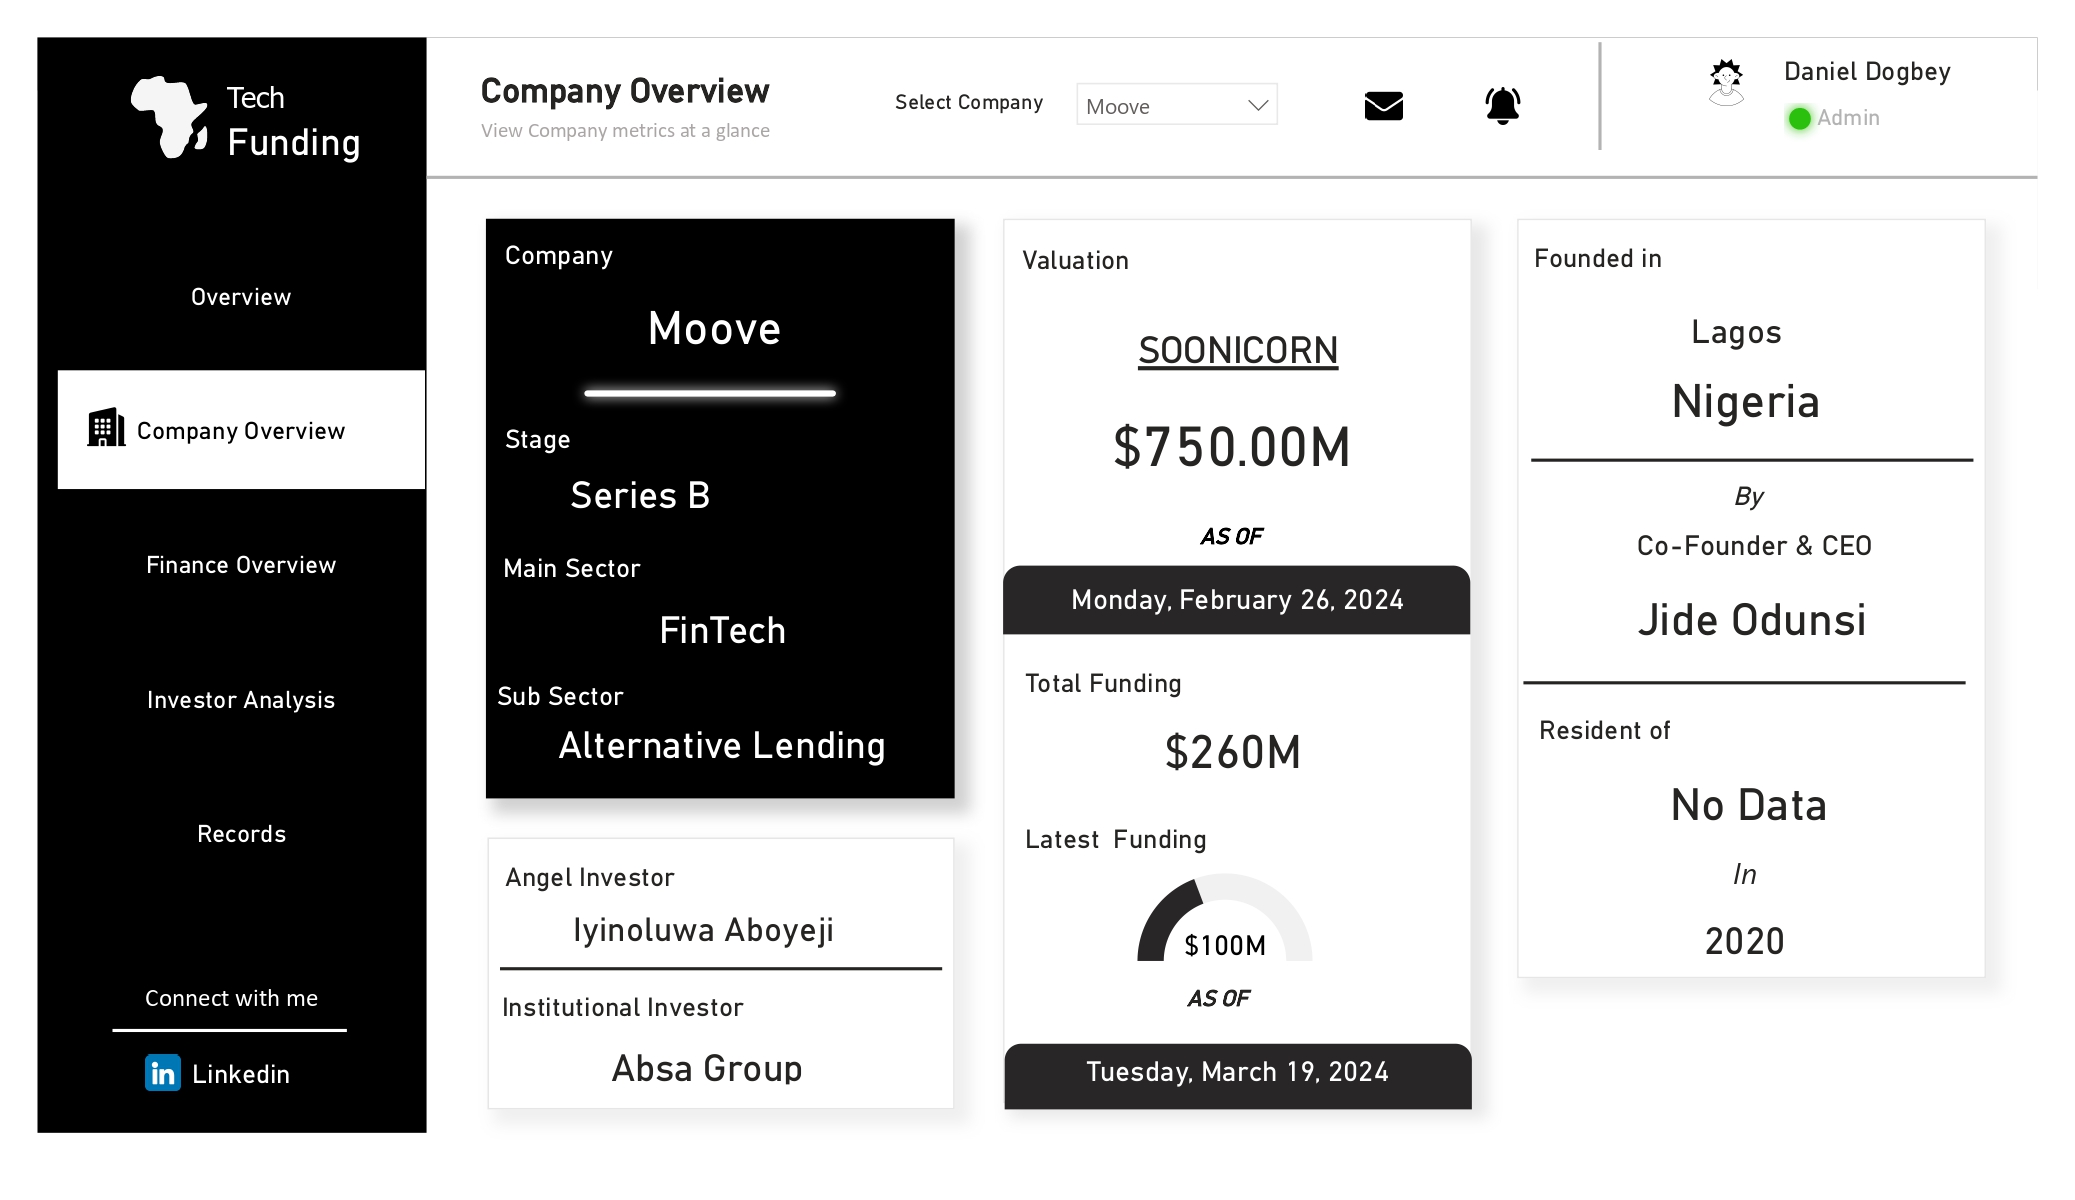 Tech
Funding
Overview
Company Overview
Finance Overview
Investor Analysis
Records
Connect with me
in Linkedin
Company Overview
View Company metrics at a glance
Select Company
Moove
Daniel Dogbey
Admin
Company
Moove
Stage
Series B
Main Sector
FinTech
Sub Sector
Alternative Lending
Angel Investor
Iyinoluwa Aboyeji
Institutional Investor
Absa Group
Valuation
SOONICORN
$750.00M
AS OF
Monday, February 26, 2024
Total Funding
$260M
Latest Funding
$100M
AS OF
Tuesday, March 19, 2024
Founded in
Lagos
Nigeria
By
Co-Founder & CEO
Jide Odunsi
Resident of
No Data
In
2020